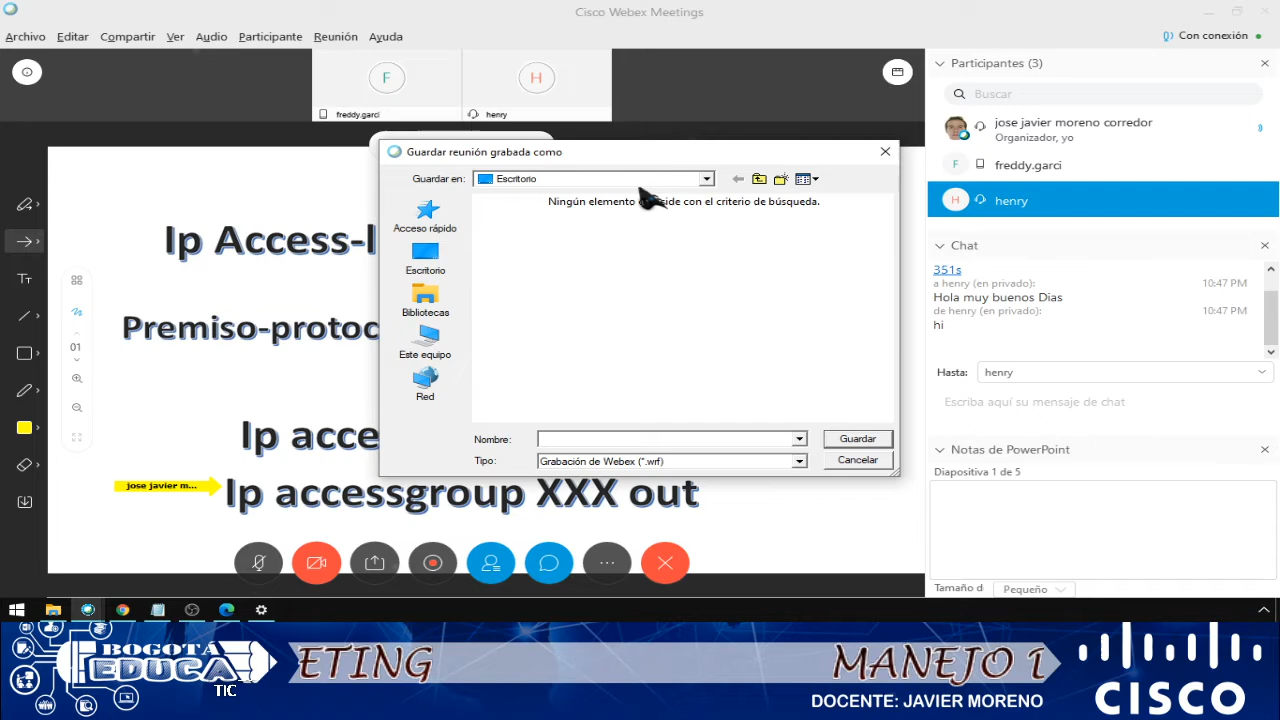 Cisco Webex Meetings
Archivo Editar Compartir Ver Audio Participante Reunión Ayuda
Con conexión
F
H
freddy.garci
henry
Participantes (3)
Buscar
jose javier moreno corredor
Organizador, yo
F freddy.garci
H henry
Guardar reunión grabada como
Guardar en: Escritorio
Ningún elemento con el criterio de búsqueda.
Acceso rápido
Escritorio
Bibliotecas
Este equipo
Red
Nombre: Guardar
Tipo: Grabación de Webex (*.wrf) Cancelar
Ip Access-l
Premiso-protoc
Ip acce
jose javier m...
Ip accessgroup XXX out
Tт
01
Chat
351s
a henry (en privado): 10:47 PM
Hola muy buenos Dias
de henry (en privado): 10:47 PM
hi
Hasta: henry
Escriba aquí su mensaje de chat
Notas de PowerPoint
Diapositiva 1 de 5
Tamaño d Pequeño
BOGOTÁ
EDUCA
TIC
ETING
MANEJO
DOCENTE: JAVIER MORENO
CISCO